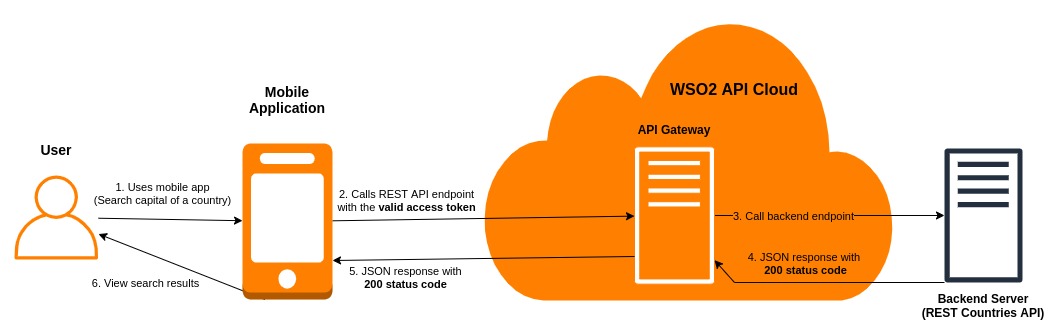 WSO2 API Cloud
Mobile
Application
API Gateway
User
1. Uses mobile app
(Search capital of a country)
2. Calls REST API endpoint
with the valid access token
3. Call backend endpoint
4. JSON response with
200 status code
5. JSON response with
200 status code
6. View search results
Backend Server
(REST Countries API)